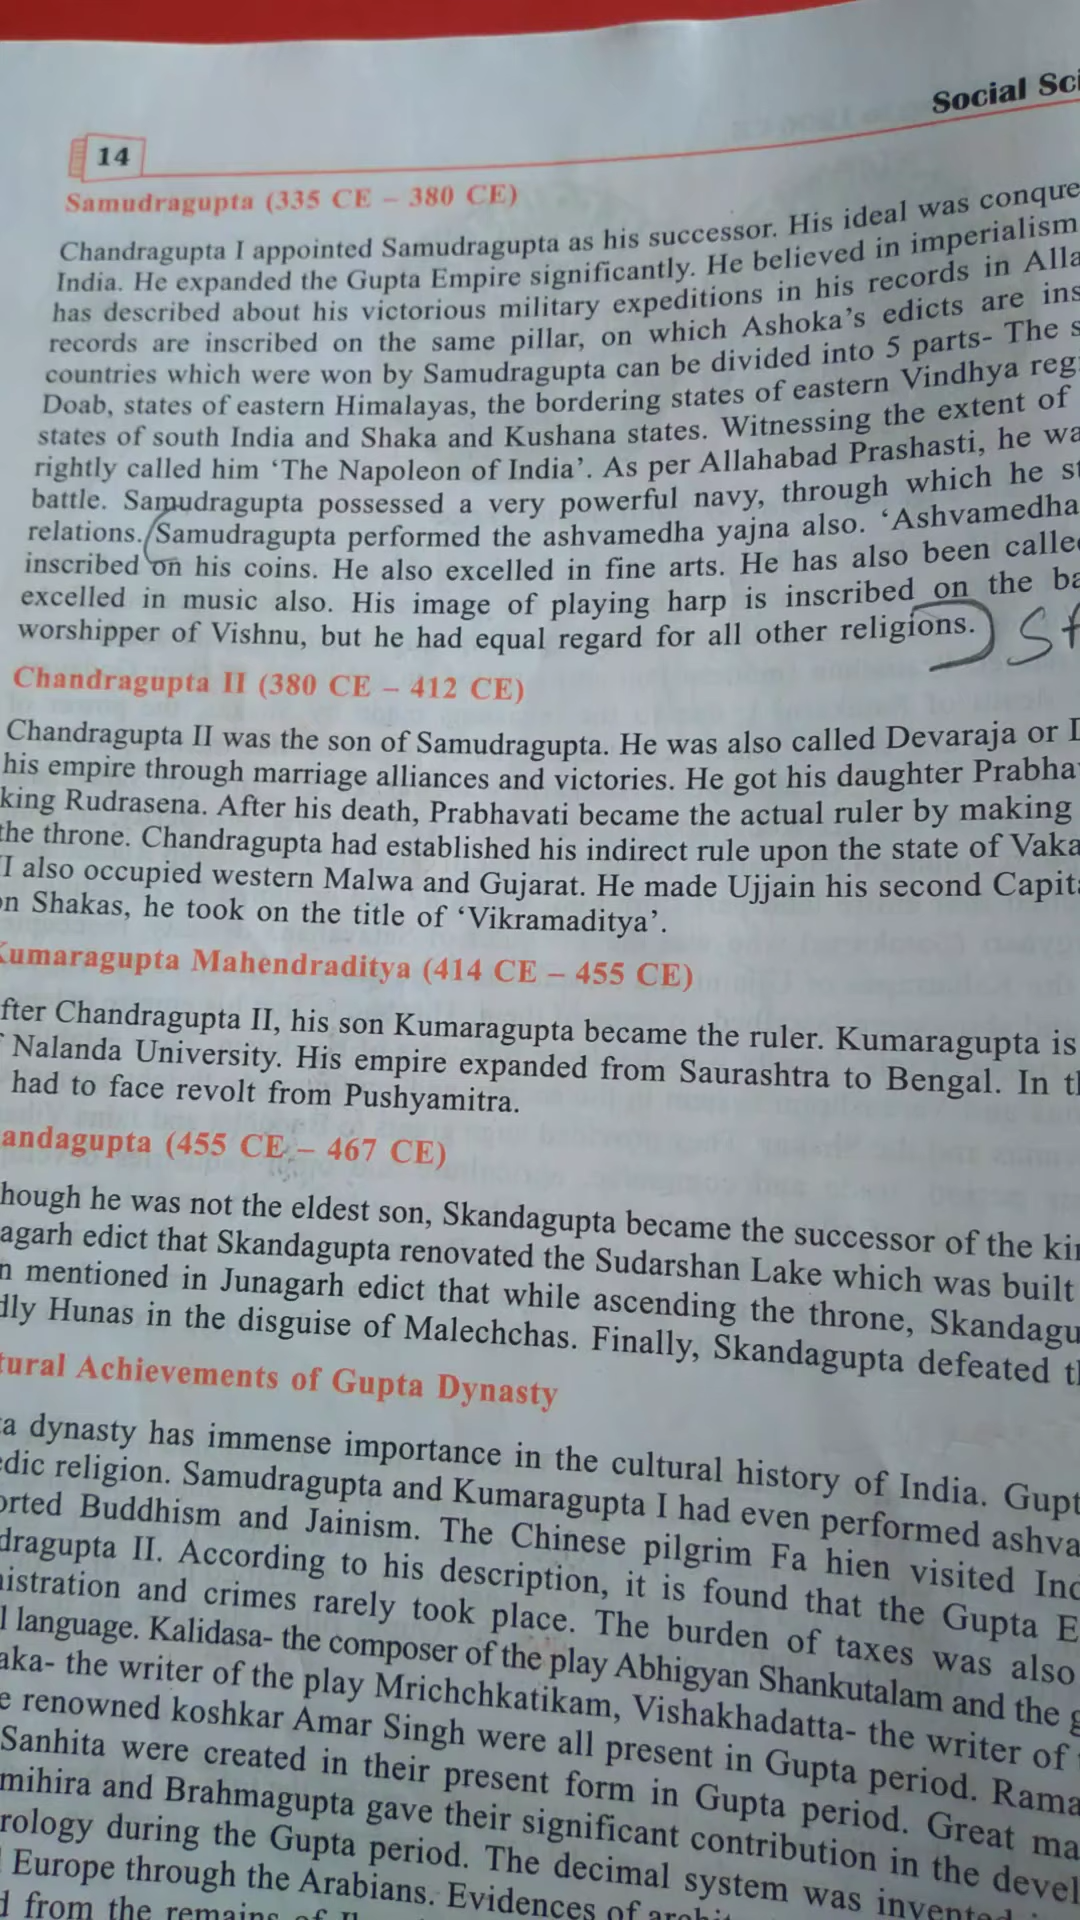 Social Sci
14
Samudragupta (335 CE – 380 CE)
Chandragupta I appointed Samudragupta as his successor. His ideal was conque
India. He expanded the Gupta Empire significantly. He believed in imperialism
has described about his victorious military expeditions in his records in Alla
records are inscribed on the same pillar, on which Ashoka's edicts are ins
countries which were won by Samudragupta can be divided into 5 parts- The s
Doab, states of eastern Himalayas, the bordering states of eastern Vindhya reg
states of south India and Shaka and Kushana states. Witnessing the extent of
rightly called him 'The Napoleon of India'. As per Allahabad Prashasti, he wa
battle. Samudragupta possessed a very powerful navy, through which he st
relations. Samudragupta performed the ashvamedha yajna also. 'Ashvamedha
inscribed on his coins. He also excelled in fine arts. He has also been calle
excelled in music also. His image of playing harp is inscribed on the ba
worshipper of Vishnu, but he had equal regard for all other religions.
Chandragupta II (380 CE – 412 CE)
Chandragupta II was the son of Samudragupta. He was also called Devaraja or
his empire through marriage alliances and victories. He got his daughter Prabha
king Rudrasena. After his death, Prabhavati became the actual ruler by making
the throne. Chandragupta had established his indirect rule upon the state of Vaka
I also occupied western Malwa and Gujarat. He made Ujjain his second Capit
on Shakas, he took on the title of 'Vikramaditya'.
Kumaragupta Mahendraditya (414 CE – 455 CE)
fter Chandragupta II, his son Kumaragupta became the ruler. Kumaragupta is
Nalanda University. His empire expanded from Saurashtra to Bengal. In th
had to face revolt from Pushyamitra.
andagupta (455 CE – 467 CE)
hough he was not the eldest son, Skandagupta became the successor of the kin
agarh edict that Skandagupta renovated the Sudarshan Lake which was built
n mentioned in Junagarh edict that while ascending the throne, Skandagu
dly Hunas in the disguise of Malechchas. Finally, Skandagupta defeated th
tural Achievements of Gupta Dynasty
ta dynasty has immense importance in the cultural history of India. Gupt
edic religion. Samudragupta and Kumaragupta I had even performed ashva
orted Buddhism and Jainism. The Chinese pilgrim Fa hien visited Ind
dragupta II. According to his description, it is found that the Gupta E
nistration and crimes rarely took place. The burden of taxes was also
l language. Kalidasa- the composer of the play Abhigyan Shankutalam and the g
aka- the writer of the play Mrichchkatikam, Vishakhadatta- the writer of
e renowned koshkar Amar Singh were all present in Gupta period. Rama
Sanhita were created in their present form in Gupta period. Great ma
mihira and Brahmagupta gave their significant contribution in the devel
rology during the Gupta period. The decimal system was invented
Europe through the Arabians. Evidences of archit
d from the remains of